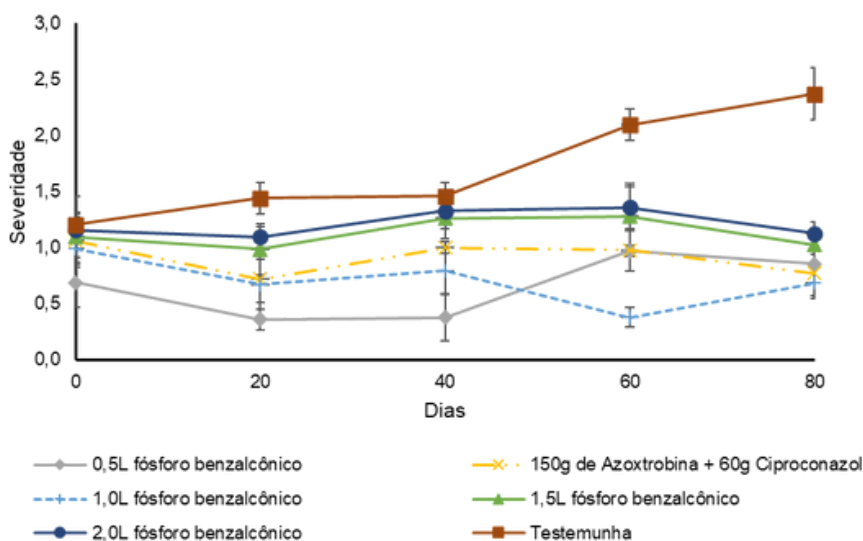 3,0
2,5
2,0
1,5
1,0
0,5
0,0
Severidade
0 20 40 60 80
Dias
0,5L fósforo benzalcônico
150g de Azoxtrobina + 60g Ciproconazol
1,0L fósforo benzalcônico
1,5L fósforo benzalcônico
2,0L fósforo benzalcônico
Testemunha